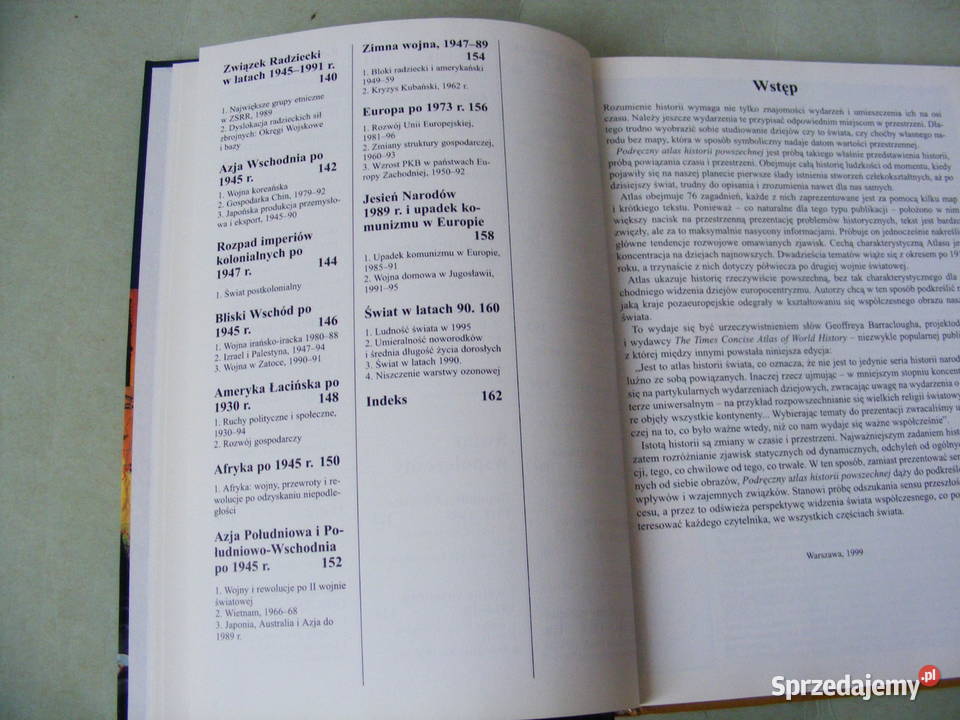 Związek Radziecki
w latach 1945–1991 r.
140
1. Największe grupy etniczne
w ZSRR, 1989
2. Dyslokacja radzieckich sił
zbrojnych: Okręgi Wojskowe
i bazy
Azja Wschodnia po
1945 r. 142
1. Wojna koreańska
2. Gospodarka Chin, 1979–92
3. Japońska produkcja przemysło-
wa i eksport, 1945–90
Rozpad imperiów
kolonialnych po
1947 r. 144
1. Świat postkolonialny
Bliski Wschód po
1945 r. 146
1. Wojna irańsko-iracka 1980–88
2. Izrael i Palestyna, 1947–94
3. Wojna w Zatoce, 1990–91
Ameryka Łacińska po
1930 r. 148
1. Ruchy polityczne i społeczne,
1930–94
2. Rozwój gospodarczy
Afryka po 1945 r. 150
1. Afryka: wojny, przewroty i re-
wolucje po odzyskaniu niepodle-
głości
Azja Południowa i Po-
łudniowo-Wschodnia
po 1945 r. 152
1. Wojny i rewolucje po II wojnie
światowej
2. Wietnam, 1966–68
3. Japonia, Australia i Azja do
1989 r.
Zimna wojna, 1947–89
154
1. Bloki radziecki i amerykański
1949–59
2. Kryzys Kubański, 1962 r.
Europa po 1973 r. 156
1. Rozwój Unii Europejskiej,
1981–96
2. Zmiany struktury gospodarczej,
1960–93
3. Wzrost PKB w państwach Eu-
ropy Zachodniej, 1950–92
Jesień Narodów
1989 r. i upadek ko-
munizmu w Europie
158
1. Upadek komunizmu w Europie,
1985–91
2. Wojna domowa w Jugosławii,
1991–95
Świat w latach 90. 160
1. Ludność świata w 1995
2. Umieralność noworodków
i średnia długość życia dorosłych
3. Świat w latach 1990.
4. Niszczenie warstwy ozonowej
Indeks 162
Wstęp
Rozumienie historii wymaga nie tylko znajomości wydarzeń i umieszczenia ich na osi
czasu. Należy jeszcze wydarzenia te przypisać odpowiednim miejscom w przestrzeni. Dla-
tego trudno wyobrazić sobie studiowanie dziejów czy to świata, czy choćby własnego na-
rodu bez mapy, która w sposób symboliczny nadaje datom wartości przestrzennej.
Podręczny atlas historii powszechnej jest próbą takiego właśnie przedstawienia historii,
próbą powiązania czasu i przestrzeni. Obejmuje całą historię ludzkości od momentu, kiedy
pojawiły się na naszej planecie pierwsze ślady istnienia stworzeń człekokształtnych, aż po
dzisiejszy świat, trudny do opisania i zrozumienia nawet dla nas samych.
Atlas obejmuje 76 zagadnień, każde z nich zaprezentowane jest za pomocą kilku map
i krótkiego tekstu. Ponieważ – co naturalne dla tego typu publikacji – położono w nim
większy nacisk na przestrzenną prezentację problemów historycznych, tekst jest bardzo
zwięzły, ale za to maksymalnie nasycony informacjami. Próbuje on jednocześnie nakreślić
główne tendencje rozwojowe omawianych zjawisk. Cechą charakterystyczną Atlasu jest
koncentracja na dziejach najnowszych. Dwadzieścia tematów wiąże się z okresem po 19
roku, a trzynaście z nich dotyczy półwiecza po drugiej wojnie światowej.
Atlas ukazuje historię rzeczywiście powszechną, bez tak charakterystycznego dla
chodniego widzenia dziejów europocentryzmu. Autorzy chcą w ten sposób podkreślić r
jaką kraje pozaeuropejskie odegrały w kształtowaniu się współczesnego obrazu nasz
świata.
To wydaje się być urzeczywistnieniem słów Geoffreya Barraclougha, projektod
i wydawcy The Times Concise Atlas of World History – niezwykle popularnej publi
z której między innymi powstała niniejsza edycja:
„Jest to atlas historii świata, co oznacza, że nie jest to jedynie seria historii narod
luźno ze sobą powiązanych. Inaczej rzecz ujmując – w mniejszym stopniu koncent
się na partykularnych wydarzeniach dziejowych, zwracając uwagę na wydarzenia o
terze uniwersalnym – na przykład rozpowszechnianie się wielkich religii światowy
re objęły wszystkie kontynenty... Wybierając tematy do prezentacji zwracaliśmy u
czej na to, co było ważne wtedy, niż co nam wydaje się ważne współcześnie”.
Istotą historii są zmiany w czasie i przestrzeni. Najważniejszym zadaniem hist
zatem rozróżnianie zjawisk statycznych od dynamicznych, odchyleń od ogólny
cji, tego, co chwilowe od tego, co trwałe. W ten sposób, zamiast prezentować ser
nych od siebie obrazów, Podręczny atlas historii powszechnej dąży do podkreśl
wpływów i wzajemnych związków. Stanowi próbę odszukania sensu przeszłoś
cesu, a przez to odświeża perspektywę widzenia świata współczesnego, co po
teresować każdego czytelnika, we wszystkich częściach świata.
Warszawa, 1999
Sprzedajemy.pl